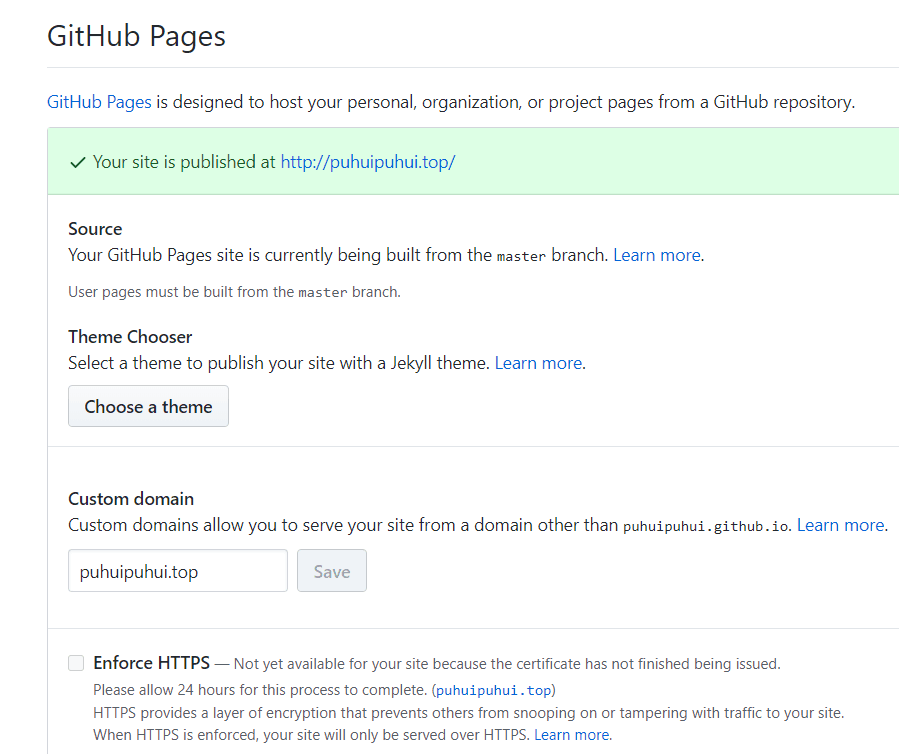 GitHub Pages
GitHub Pages is designed to host your personal, organization, or project pages from a GitHub repository.
✓ Your site is published at http://puhuipuhui.top/
Source
Your GitHub Pages site is currently being built from the master branch. Learn more.
User pages must be built from the master branch.
Theme Chooser
Select a theme to publish your site with a Jekyll theme. Learn more.
Choose a theme
Custom domain
Custom domains allow you to serve your site from a domain other than puhuipuhui.github.io. Learn more.
puhuipuhui.top Save
Enforce HTTPS — Not yet available for your site because the certificate has not finished being issued.
Please allow 24 hours for this process to complete. (puhuipuhui.top)
HTTPS provides a layer of encryption that prevents others from snooping on or tampering with traffic to your site.
When HTTPS is enforced, your site will only be served over HTTPS. Learn more.